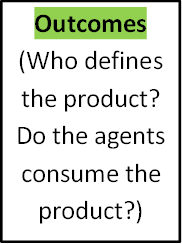 Outcomes
(Who defines
the product?
Do the agents
consume the
product?)